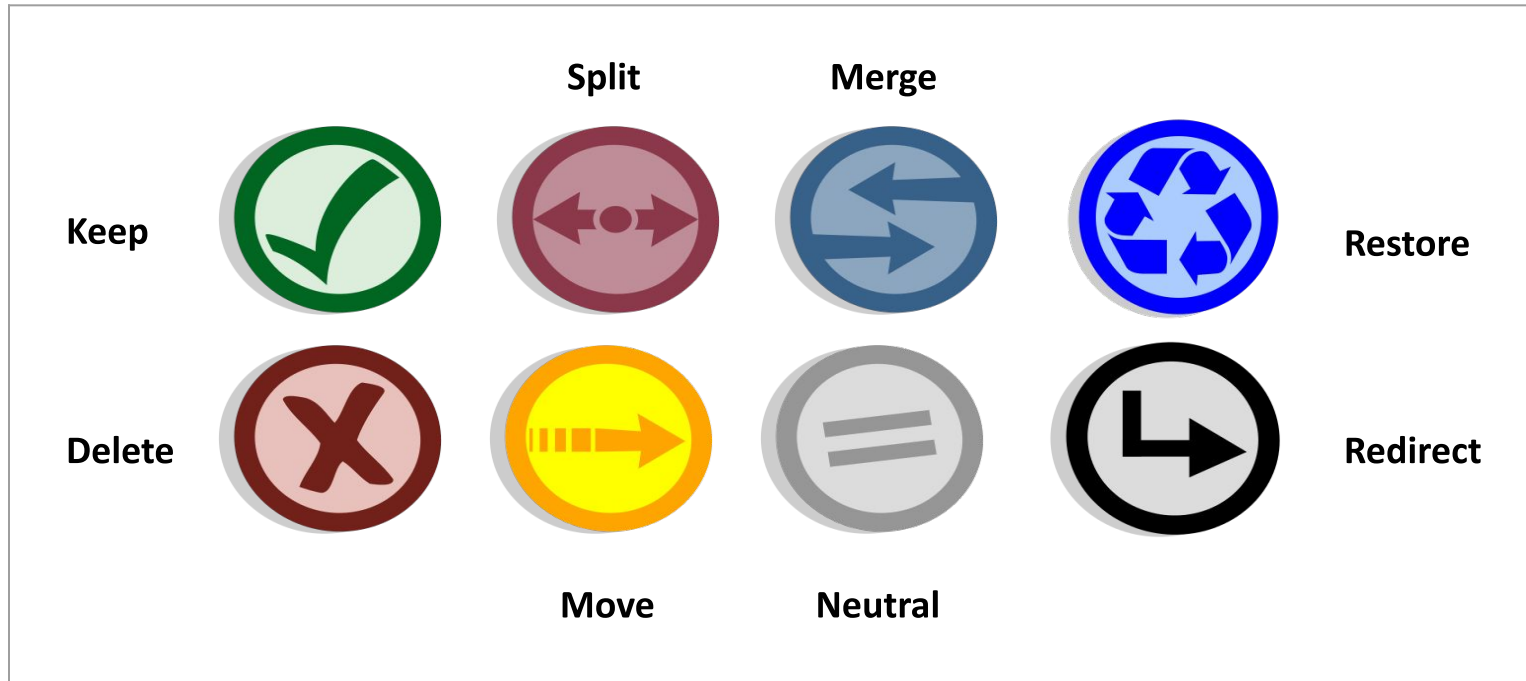 Split
Merge
Keep
Restore
Delete
Redirect
Move
Neutral